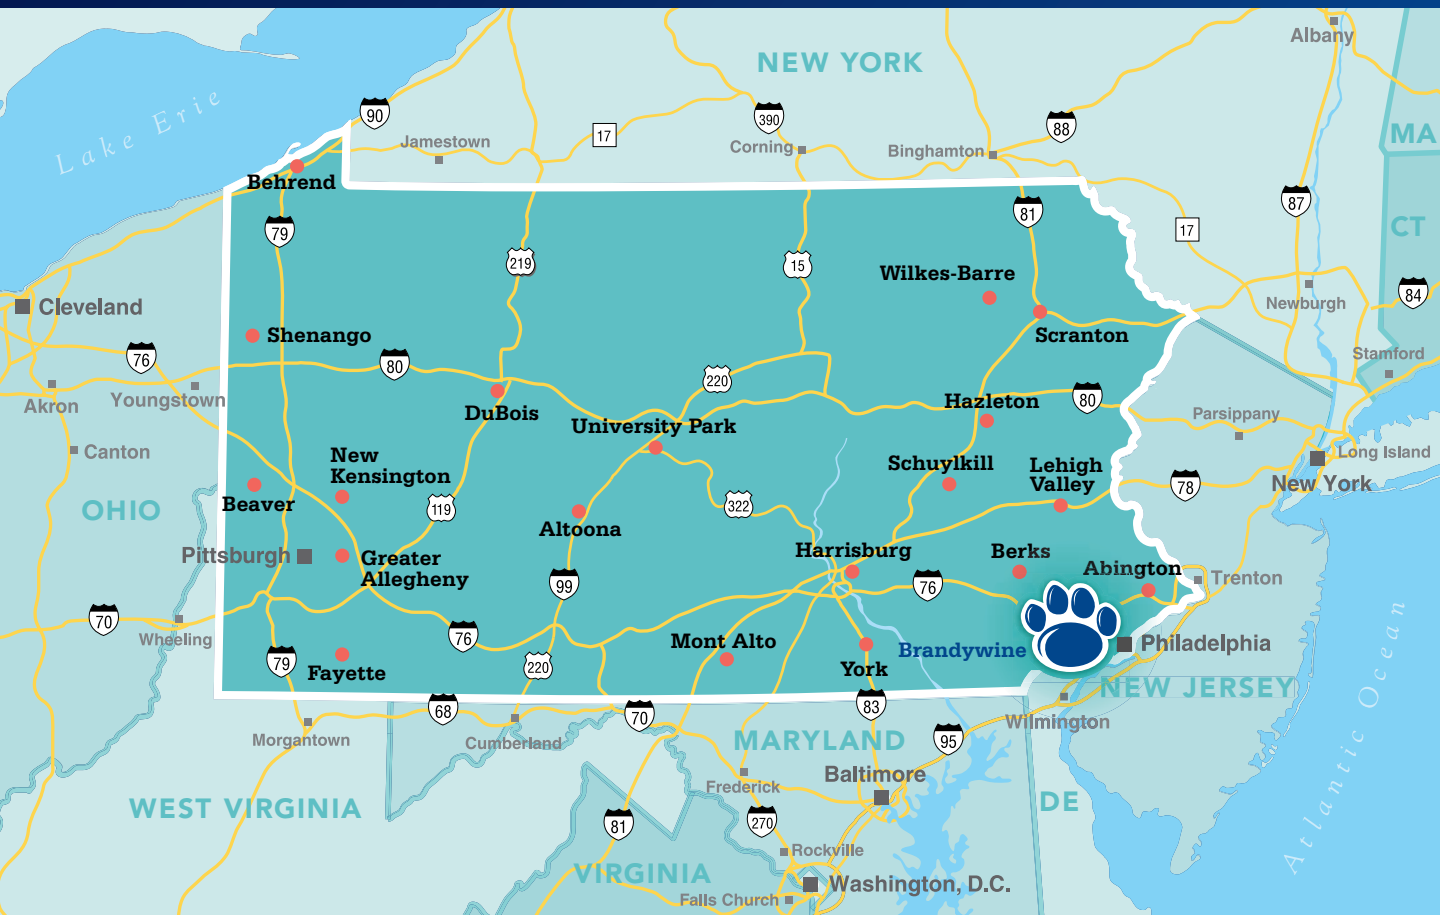 Albany
NEW YORK
Lake Erie
90
17
390
88
MA
Jamestown
Corning
Binghamton
Behrend
79
81
87
17
CT
219
15
Wilkes-Barre
84
Newburgh
Cleveland
Shenango
Scranton
76
80
220
Stamford
Akron
Youngstown
DuBois
University Park
Hazleton
80
Parsippany
Canton
New
Kensington
Schuylkill
Lehigh
Valley
78
Long Island
New York
OHIO
Beaver
119
322
Altoona
Pittsburgh
Greater
Allegheny
Harrisburg
Berks
Abington
Trenton
99
76
70
Wheeling
76
Mont Alto
Brandywine
Philadelphia
79
Fayette
220
York
NEW JERSEY
68
70
83
Wilmington
Morgantown
Cumberland
MARYLAND
95
Atlantic Ocean
Frederick
Baltimore
WEST VIRGINIA
DE
81
270
Rockville
VIRGINIA
Washington, D.C.
Falls Church